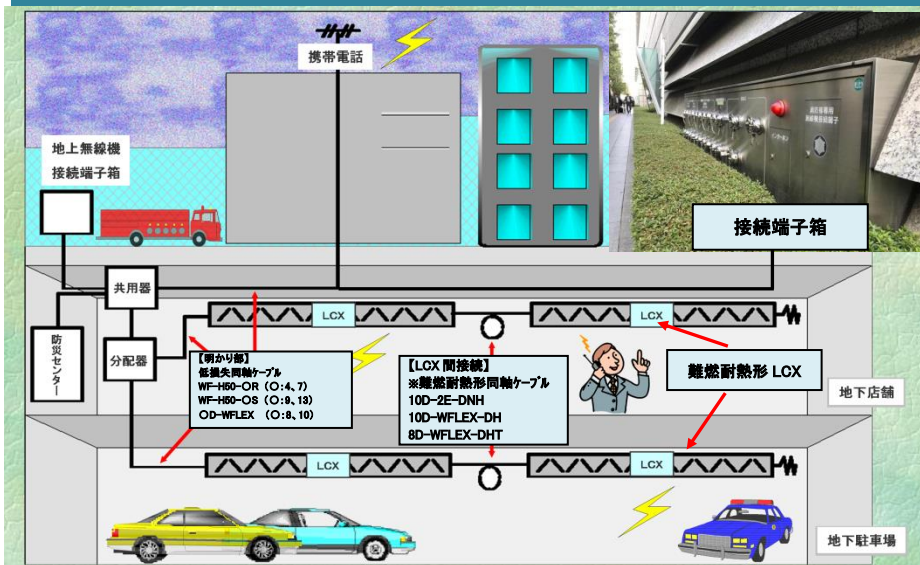 携帯電話
地上無線機
接続端子箱
接続端子箱
共用器
防災センター
分配器
LCX
LCX
【明かり部】
低損失同軸ケーブル
WF-H50-OR (O:4、7)
WF-H50-OS (O:9、13)
OD-WFLEX (O:8、10)
【LCX 間接続】
※難燃耐熱形同軸ケーブル
10D-2E-DNH
10D-WFLEX-DH
8D-WFLEX-DHT
難燃耐熱形 LCX
地下店舗
LCX
LCX
地下駐車場